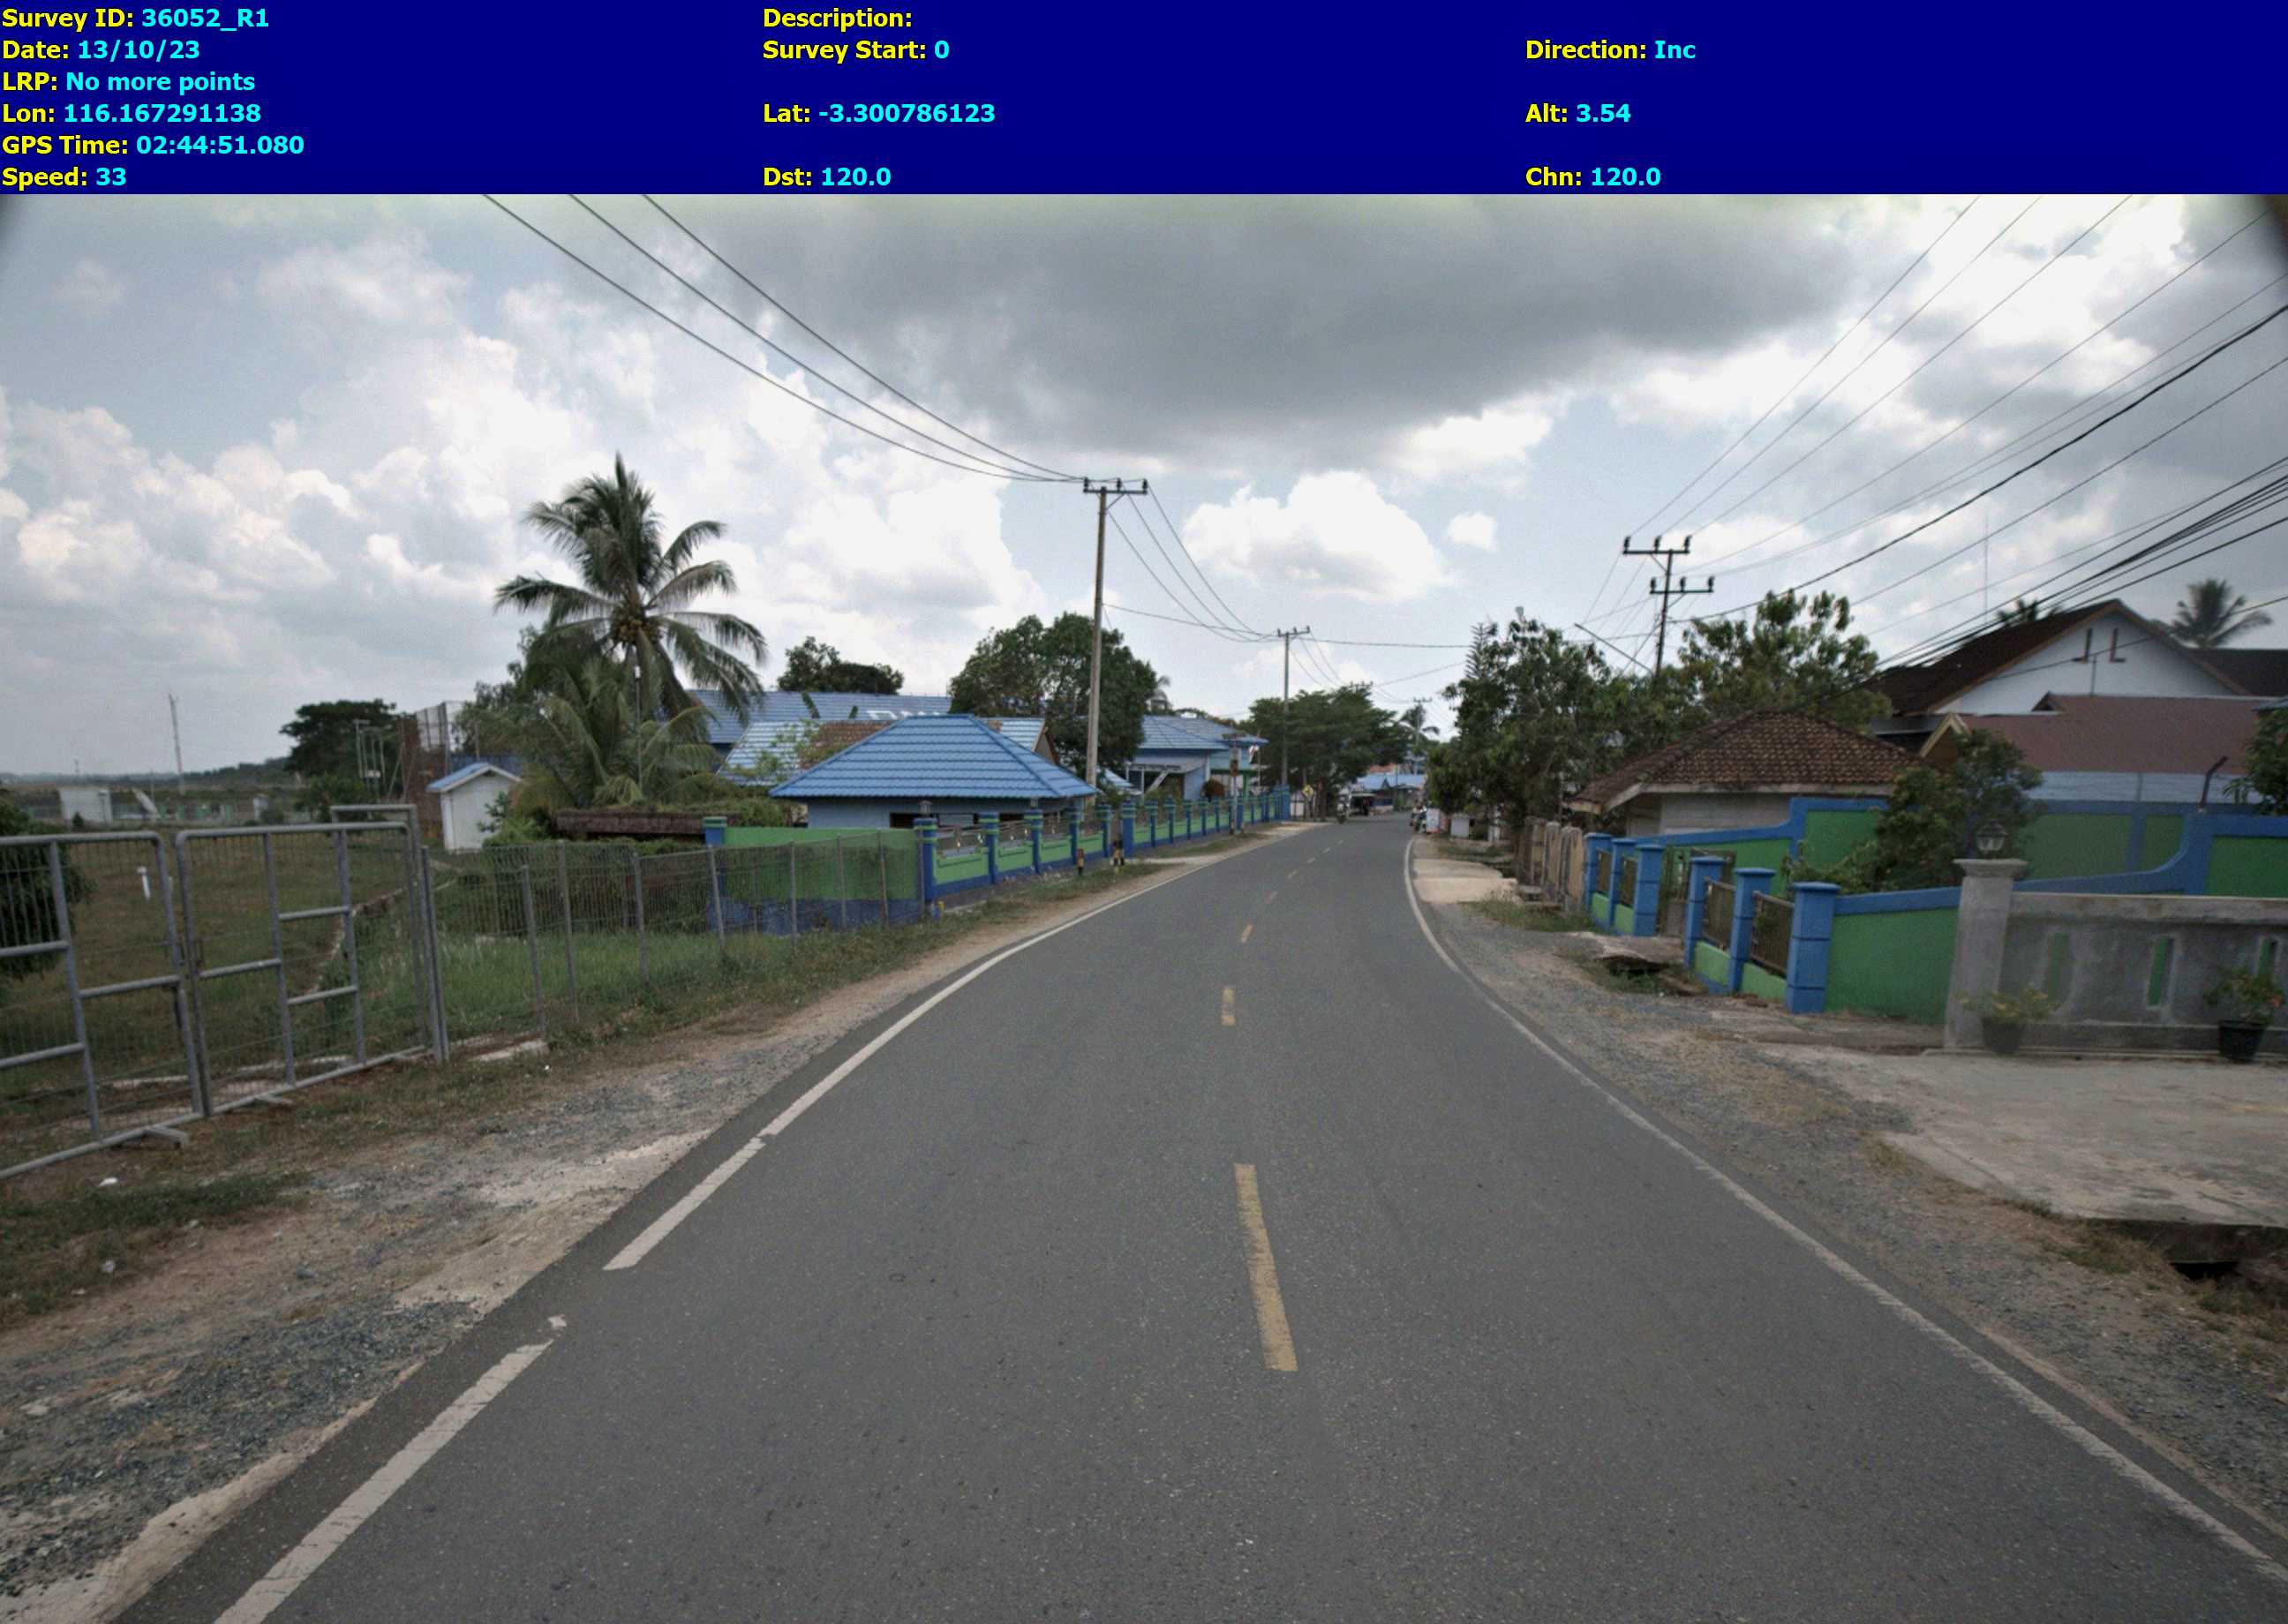 Survey ID: 36052_R1
Description:
Date: 13/10/23
Survey Start: 0
Direction: Inc
LRP: No more points
Lon: 116.167291138
Lat: -3.300786123
Alt: 3.54
GPS Time: 02:44:51.080
Speed: 33
Dst: 120.0
Chn: 120.0